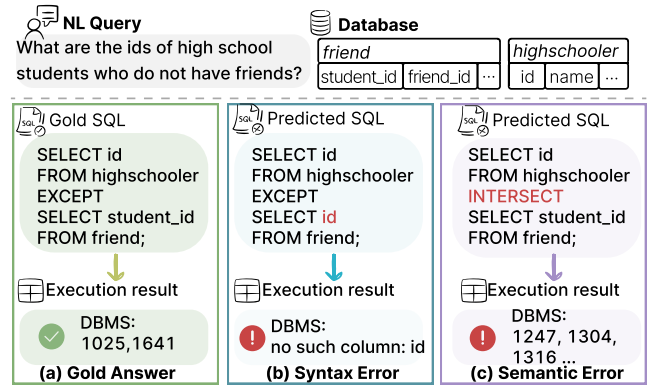 NL Query
What are the ids of high school
students who do not have friends?
Database
friend
student_id friend_id ...
highschooler
id name ...
SQL
Gold SQL
SELECT id
FROM highschooler
EXCEPT
SELECT student_id
FROM friend;
Execution result
DBMS:
1025,1641
(a) Gold Answer
SQL
Predicted SQL
SELECT id
FROM highschooler
EXCEPT
SELECT id
FROM friend;
Execution result
DBMS:
no such column: id
(b) Syntax Error
SQL
Predicted SQL
SELECT id
FROM highschooler
INTERSECT
SELECT student_id
FROM friend;
Execution result
DBMS:
1247, 1304,
1316 ...
(c) Semantic Error